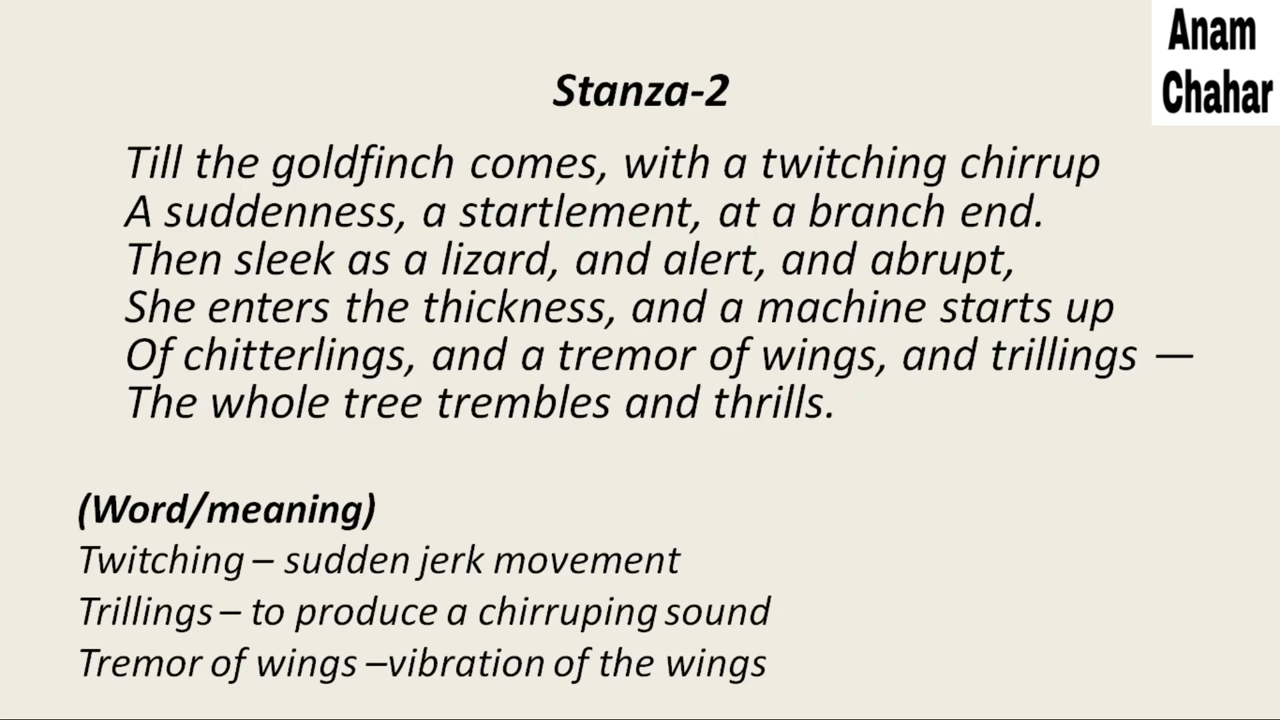 Anam
Chahar
Stanza-2
Till the goldfinch comes, with a twitching chirrup
A suddenness, a startlement, at a branch end.
Then sleek as a lizard, and alert, and abrupt,
She enters the thickness, and a machine starts up
Of chitterlings, and a tremor of wings, and trillings —
The whole tree trembles and thrills.
(Word/meaning)
Twitching – sudden jerk movement
Trillings – to produce a chirruping sound
Tremor of wings –vibration of the wings